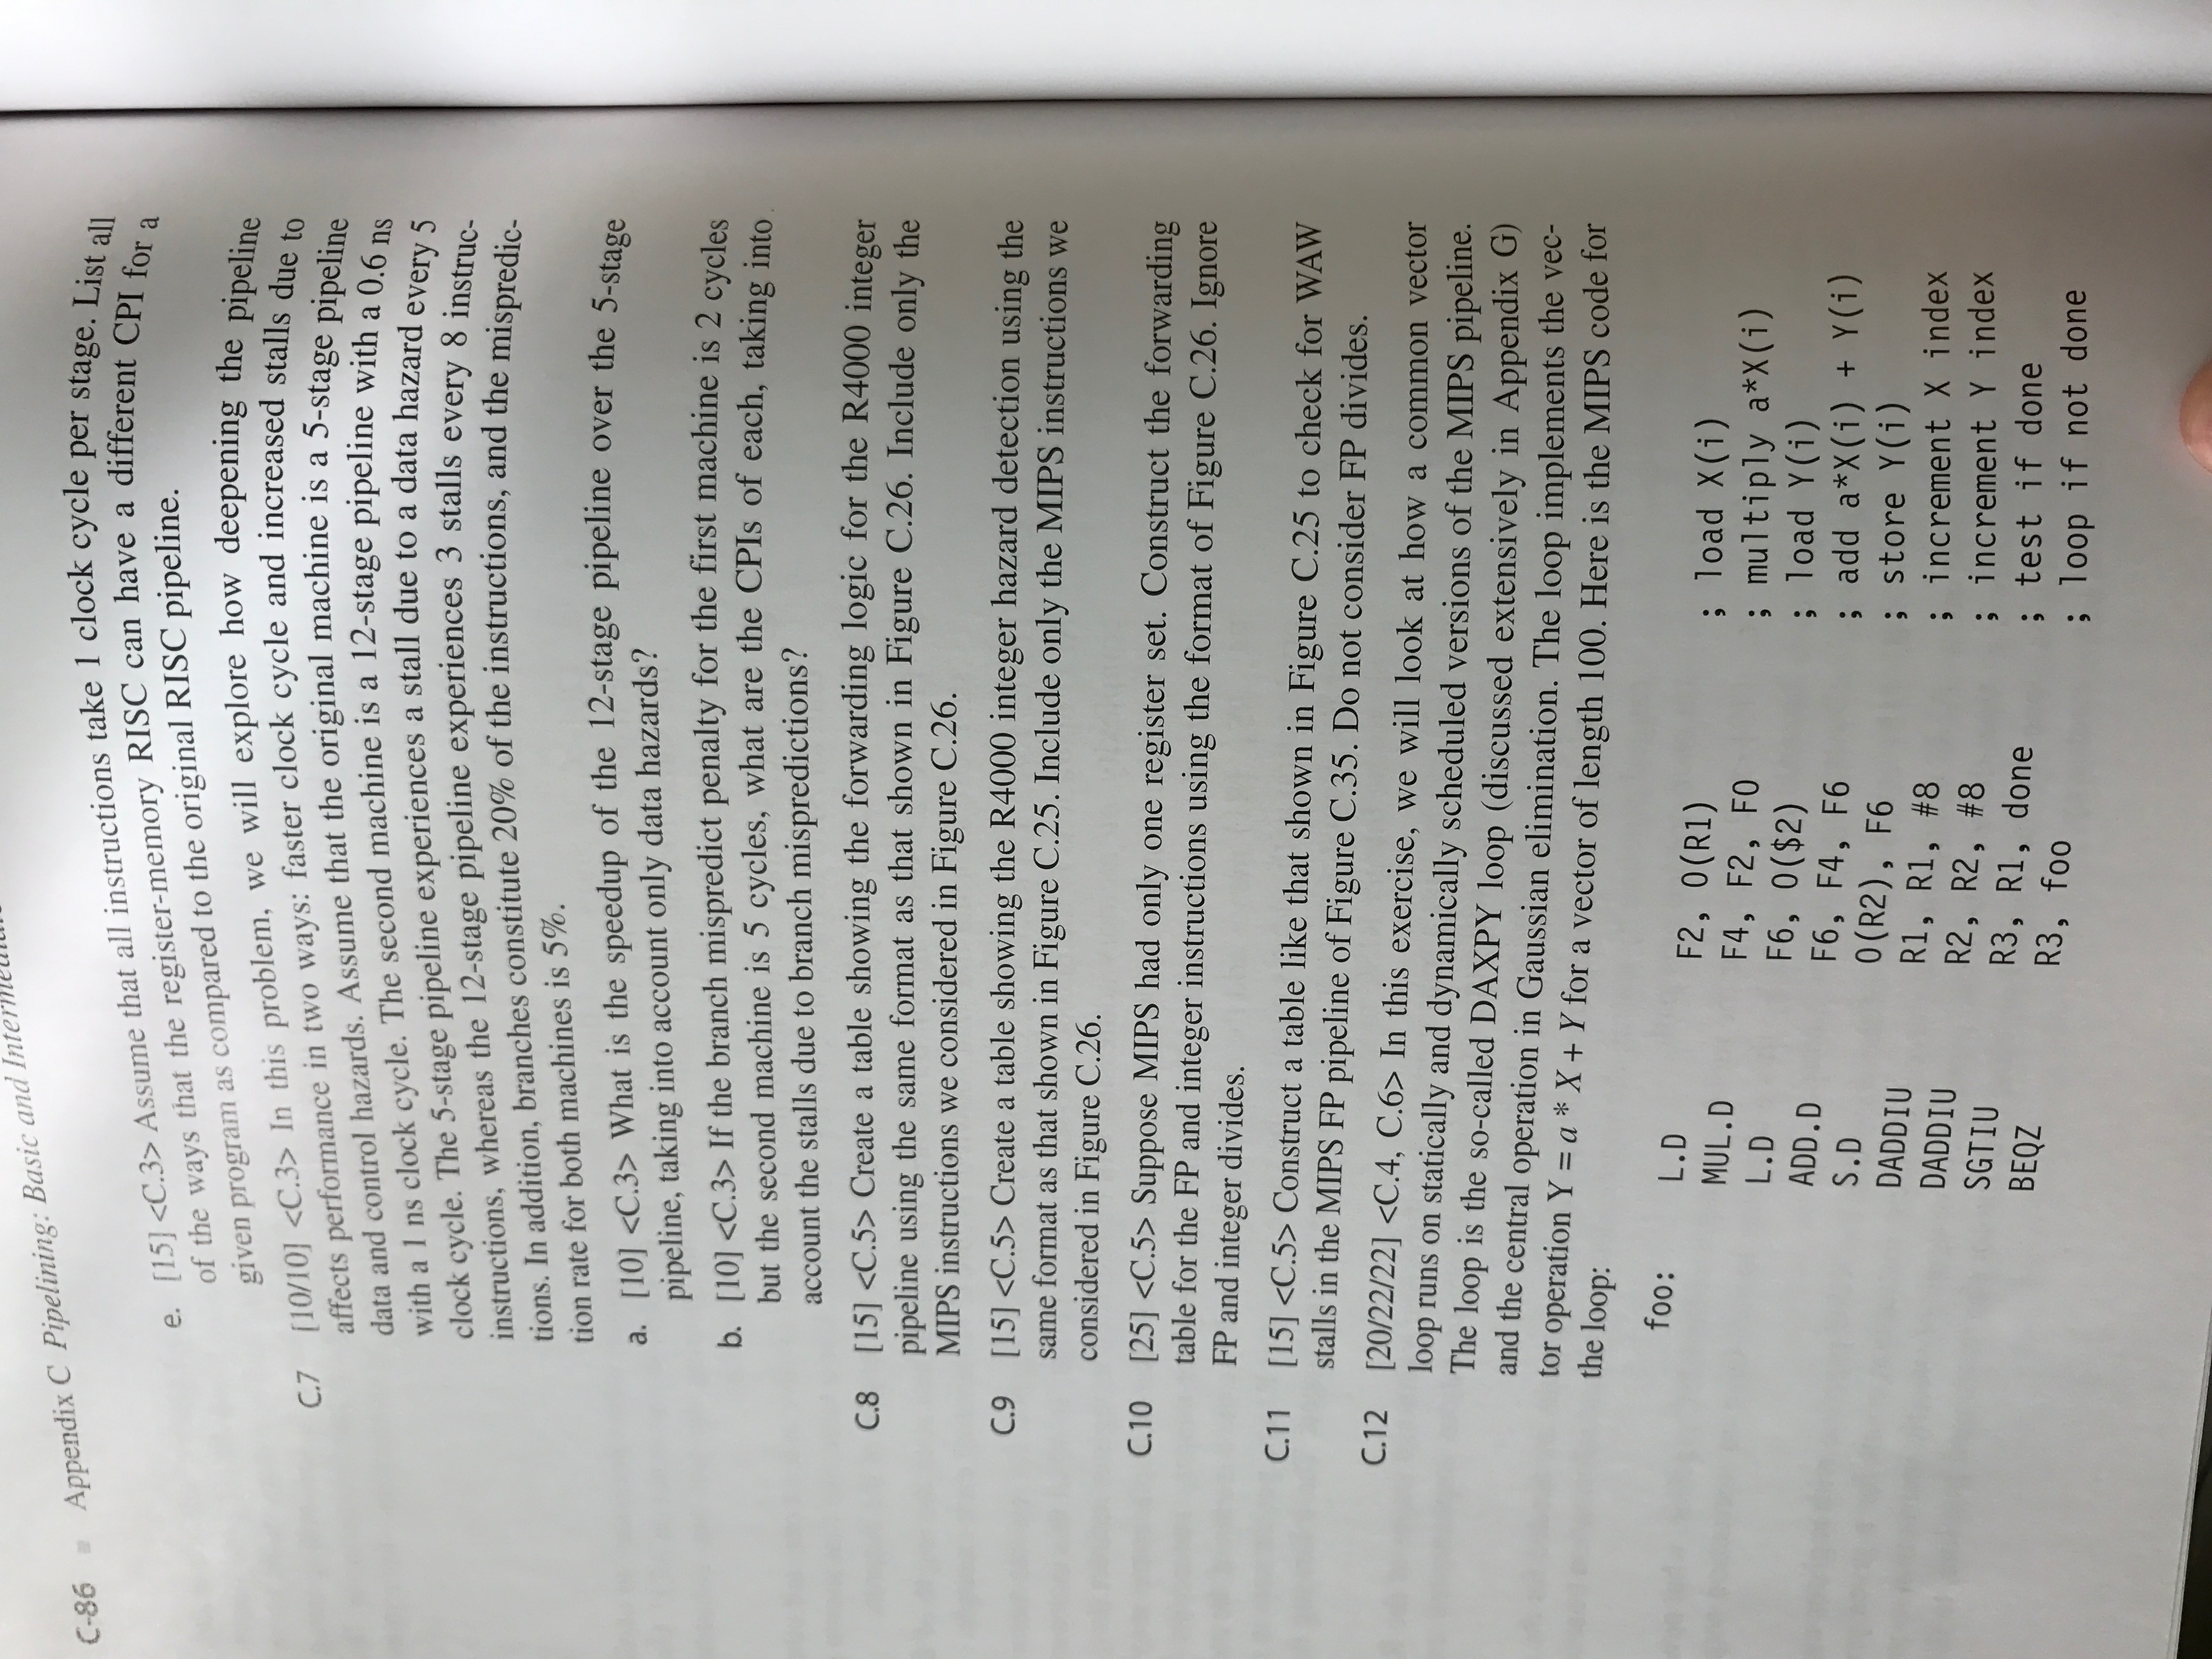 C-86 ■ Appendix C Pipelining: Basic and
e. [15] <C.3> Assume that all instructions take 1 clock cycle per stage. List all
of the ways that the register-memory RISC can have a different CPI for a
given program as compared to the original RISC pipeline.
C.7 [10/10] <C.3> In this problem, we will explore how deepening the pipeline
affects performance in two ways: faster clock cycle and increased stalls due to
data and control hazards. Assume that the original machine is a 5-stage pipeline
with a 1 ns clock cycle. The second machine is a 12-stage pipeline with a 0.6 ns
clock cycle. The 5-stage pipeline experiences a stall due to a data hazard every 5
instructions, whereas the 12-stage pipeline experiences 3 stalls every 8 instruc-
tions. In addition, branches constitute 20% of the instructions, and the mispredic-
tion rate for both machines is 5%.
a. [10] <C.3> What is the speedup of the 12-stage pipeline over the 5-stage
pipeline, taking into account only data hazards?
b. [10] <C.3> If the branch mispredict penalty for the first machine is 2 cycles
but the second machine is 5 cycles, what are the CPIs of each, taking into
account the stalls due to branch mispredictions?
C.8 [15] <C.5> Create a table showing the forwarding logic for the R4000 integer
pipeline using the same format as that shown in Figure C.26. Include only the
MIPS instructions we considered in Figure C.26.
C.9 [15] <C.5> Create a table showing the R4000 integer hazard detection using the
same format as that shown in Figure C.25. Include only the MIPS instructions we
considered in Figure C.26.
C.10 [25] <C.5> Suppose MIPS had only one register set. Construct the forwarding
table for the FP and integer instructions using the format of Figure C.26. Ignore
FP and integer divides.
C.11 [15] <C.5> Construct a table like that shown in Figure C.25 to check for WAW
stalls in the MIPS FP pipeline of Figure C.35. Do not consider FP divides.
C.12 [20/22/22] <C.4, C.6> In this exercise, we will look at how a common vector
loop runs on statically and dynamically scheduled versions of the MIPS pipeline.
The loop is the so-called DAXPY loop (discussed extensively in Appendix G)
and the central operation in Gaussian elimination. The loop implements the vec-
tor operation Y = a * X + Y for a vector of length 100. Here is the MIPS code for
the loop:
foo: L.D F2, 0(R1) ; load X(i)
MUL.D F4, F2, F0 ; multiply a*X(i)
L.D F6, 0($2) ; load Y(i)
ADD.D F6, F4, F6 ; add a*X(i) + Y(i)
S.D 0(R2), F6 ; store Y(i)
DADDIU R1, R1, #8 ; increment X index
DADDIU R2, R2, #8 ; increment Y index
SGTIU R3, R1, done ; test if done
BEQZ R3, foo ; loop if not done